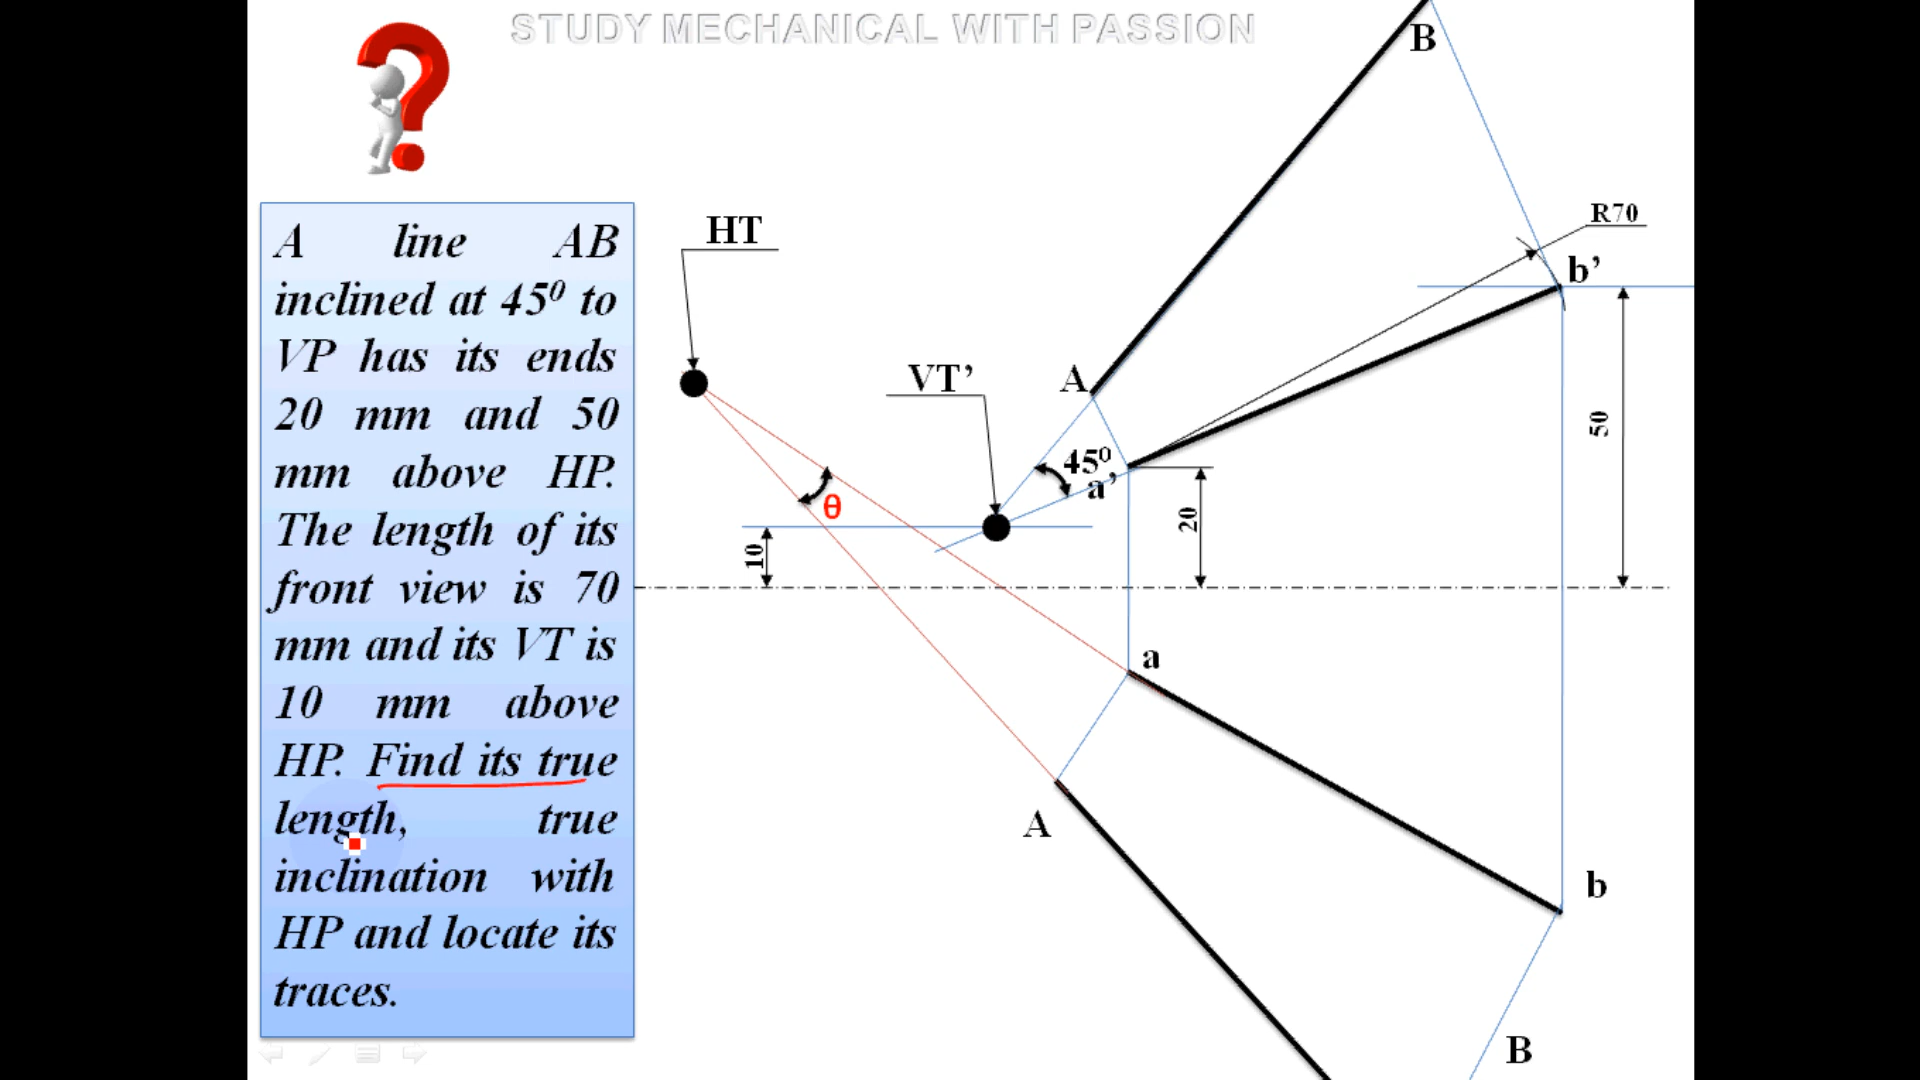 STUDY MECHANICAL WITH PASSION
B
R70
HT
b’
A line AB
inclined at 45⁰ to
VP has its ends
20 mm and 50
mm above HP.
The length of its
front view is 70
mm and its VT is
10 mm above
HP. Find its true
length, true
inclination with
HP and locate its
traces.
VT’
A
50
45⁰
a’
θ
20
10
a
A
b
B